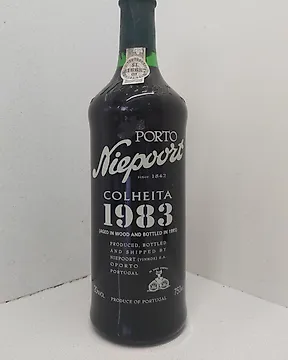 PORTO
Niepoort
SINCE 1842
COLHEITA
1983
(AGED IN WOOD AND BOTTLED IN 1995)
PRODUCED, BOTTLED
AND SHIPPED BY
NIEPOORT (VINHOS) S.A.
OPORTO
PORTUGAL
PRODUCE OF PORTUGAL